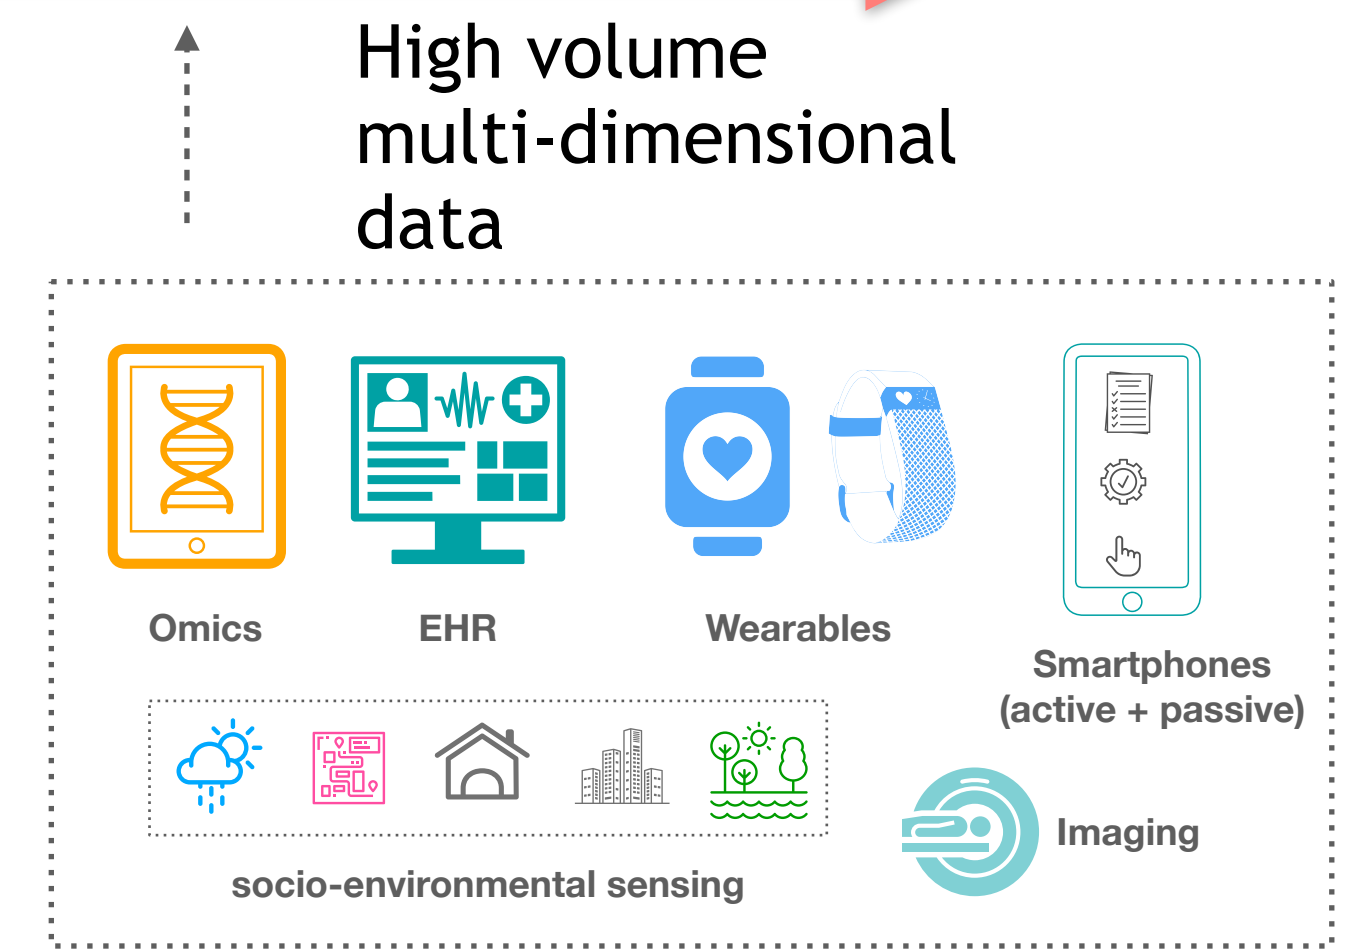 High volume
multi-dimensional
data
Omics
EHR
Wearables
Smartphones
(active + passive)
socio-environmental sensing
Imaging